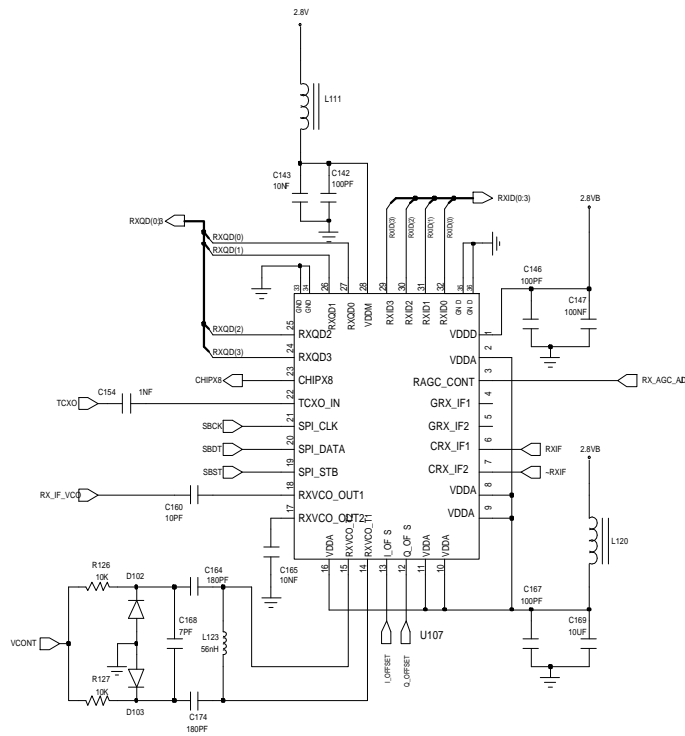 2.8V
L111
C143
10NF
C142
100PF
RXQD(0:3
RXQD(0)
RXQD(1)
RXQD(2)
RXQD(3)
RXID(0:3)
RXID(3)
RXID(2)
RXID(1)
RXID(0)
2.8VB
C146
100PF
C147
100NF
33
34
26
27
28
29
30
31
32
35
36
GND
GND
RXQD1
RXQD0
VDDM
RXID3
RXID2
RXID1
RXID0
GND
GND
25
RXQD2
24
RXQD3
CHIPX8
23
CHIPX8
TCXO
C154
1NF
22
TCXO_IN
SBCK
21
SPI_CLK
SBDT
20
SPI_DATA
SBST
19
SPI_STB
RX_IF_VCO
C160
10PF
18
RXVCO_OUT1
17
RXVCO_OUT2
1
VDDD
2
VDDA
3
RAGC_CONT
RX_AGC_AD
4
GRX_IF1
5
GRX_IF2
6
CRX_IF1
RXIF
7
CRX_IF2
~RXIF
8
VDDA
9
VDDA
2.8VB
L120
C165
10NF
VDDA
RXVCO_T2
RXVCO_T1
I_OFS
Q_OFS
VDDA
VDDA
16
15
14
13
12
11
10
U107
I_OFFSET
Q_OFFSET
C167
100PF
C169
10UF
R126
10K
D102
C164
180PF
C168
7PF
L123
56nH
VCONT
R127
10K
D103
C174
180PF